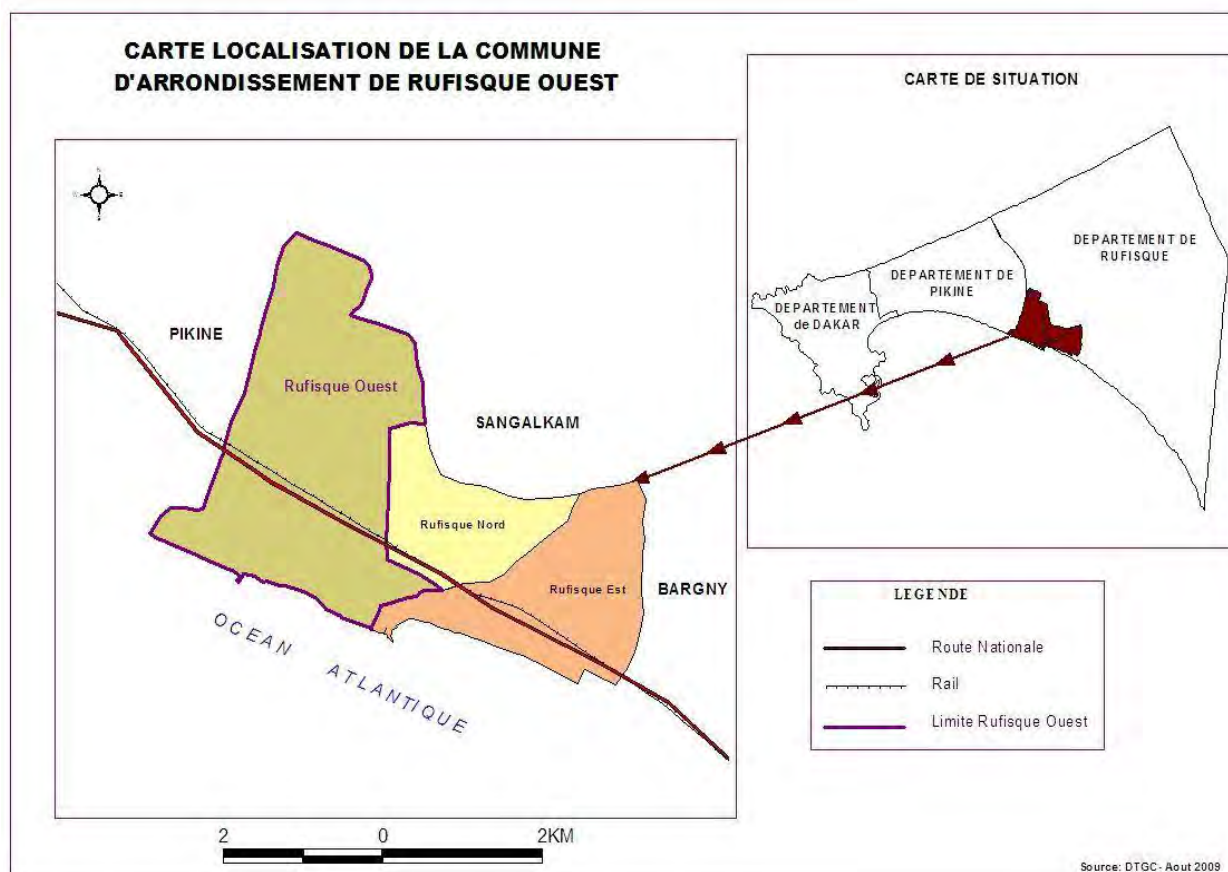 CARTE LOCALISATION DE LA COMMUNE
D'ARRONDISSEMENT DE RUFISQUE OUEST
CARTE DE SITUATION
DEPARTEMENT DE
RUFISQUE
DEPARTEMENT DE
PIKINE
DEPARTEMENT
de DAKAR
PIKINE
Rufisque Ouest
SANGALKAM
Rufisque Nord
Rufisque Est
BARGNY
OCEAN ATLANTIQUE
LEGENDE
Route Nationale
Rail
Limite Rufisque Ouest
2 0 2KM
Source: DTGC- Aout 2009